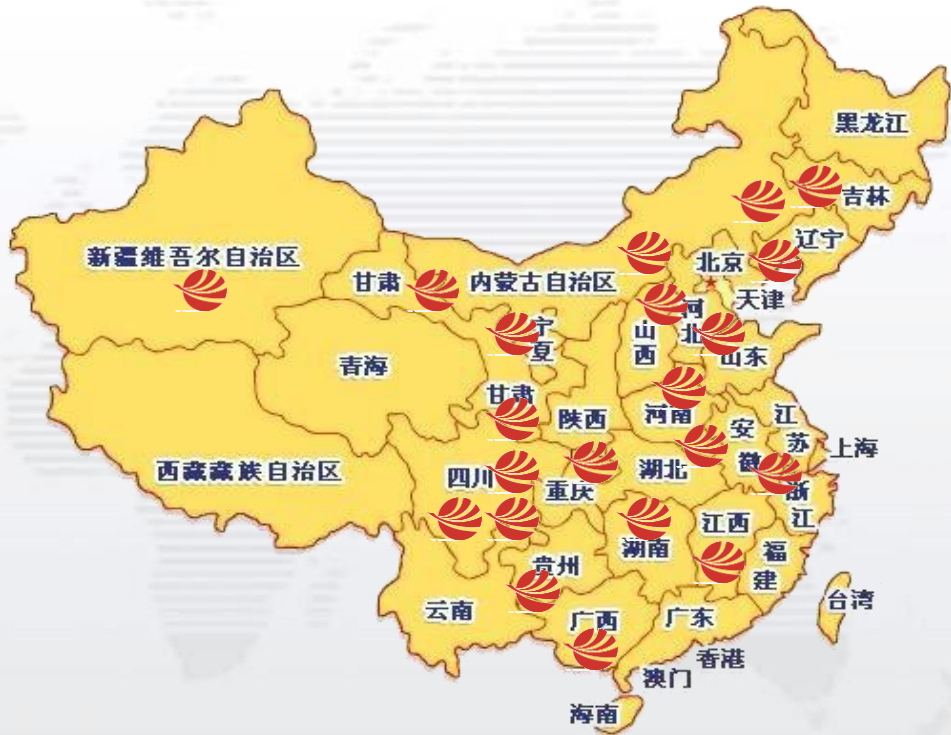 黑龙江
吉林
辽宁
新疆维吾尔自治区
北京
甘肃
内蒙古自治区
天津
河
北
宁
夏
山
西
山东
青海
甘肃
陕西
河南
江
苏
安
徽
上海
西藏藏族自治区
四川
重庆
湖北
浙
江
江西
湖南
福
建
贵州
云南
台湾
广西
广东
香港
澳门
海南